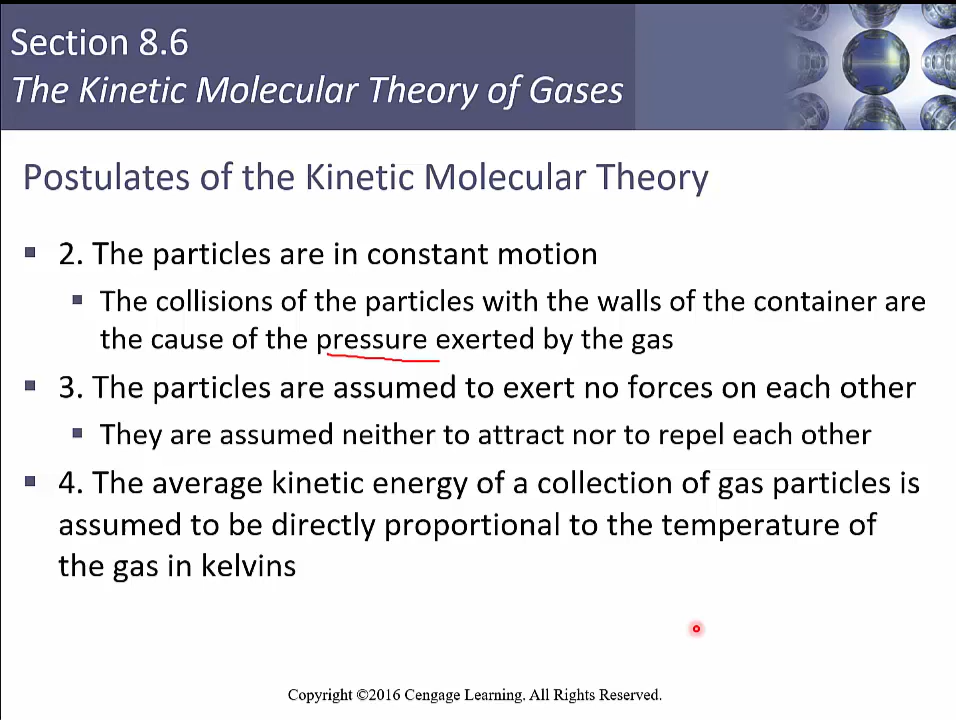 Section 8.6
The Kinetic Molecular Theory of Gases
Postulates of the Kinetic Molecular Theory
2. The particles are in constant motion
The collisions of the particles with the walls of the container are
the cause of the pressure exerted by the gas
3. The particles are assumed to exert no forces on each other
They are assumed neither to attract nor to repel each other
4. The average kinetic energy of a collection of gas particles is
assumed to be directly proportional to the temperature of
the gas in kelvins
Copyright ©2016 Cengage Learning. All Rights Reserved.